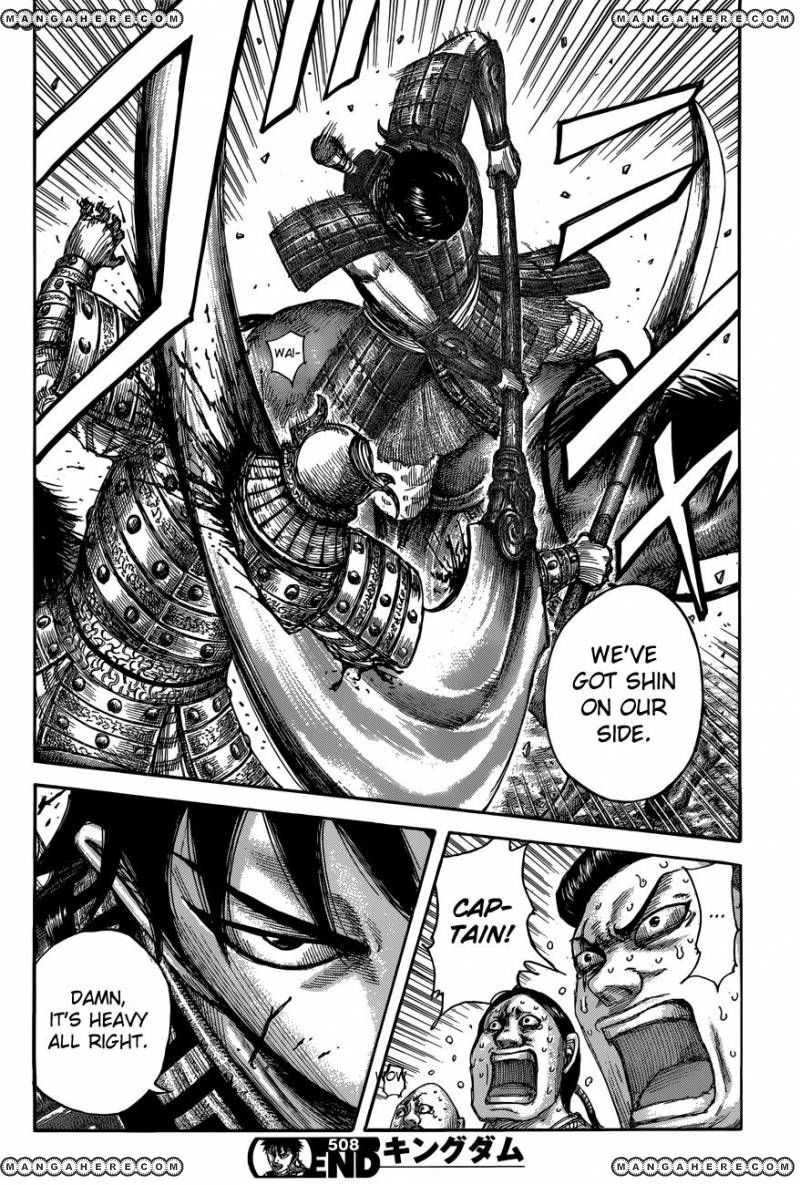 MANGAHERE.COM
MANGAHERE.COM
WAI-
WE'VE
GOT SHIN
ON OUR
SIDE.
CAP-
TAIN!
...
DAMN,
IT'S HEAVY
ALL RIGHT.
WOW
508
END キングダム
MANGAHERE.COM
MANGAHERE.COM